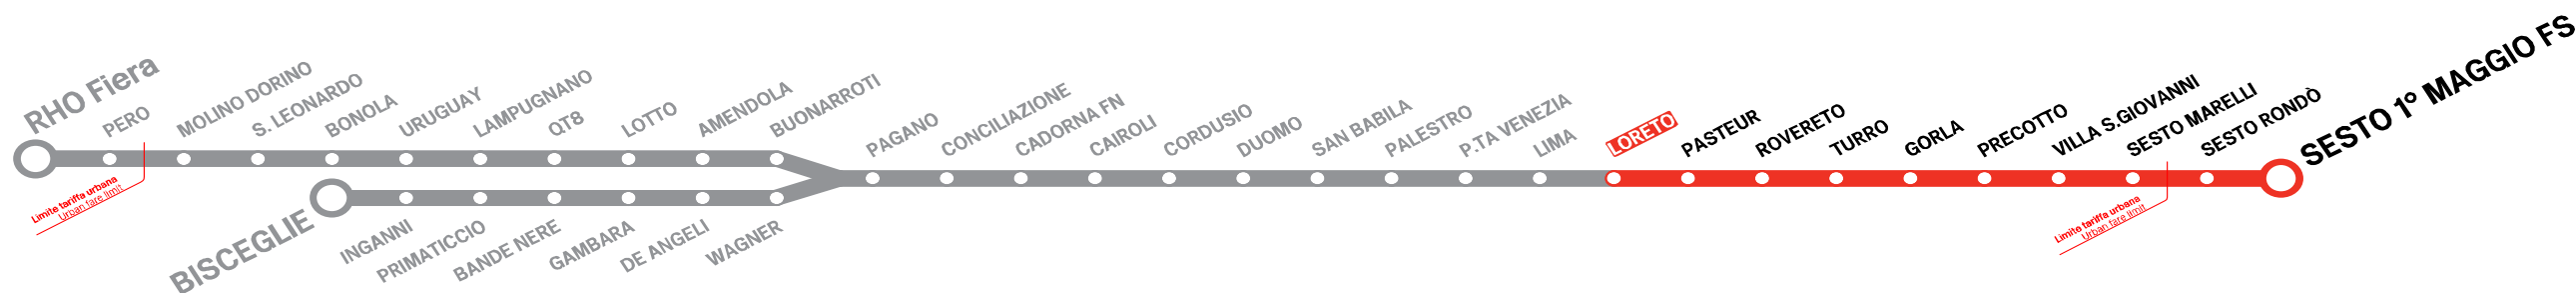 RHO Fiera
PERO
MOLINO DORINO
S. LEONARDO
BONOLA
URUGUAY
LAMPUGNANO
QT8
LOTTO
AMENDOLA
BUONARROTI
PAGANO
CONCILIAZIONE
CADORNA FN
CAIROLI
CORDUSIO
DUOMO
SAN BABILA
PALESTRO
P.TA VENEZIA
LIMA
LORETO
PASTEUR
ROVERETO
TURRO
GORLA
PRECOTTO
VILLA S.GIOVANNI
SESTO MARELLI
SESTO RONDÒ
SESTO 1° MAGGIO FS
Limite tariffa urbana
Urban fare limit
BISCEGLIE
INGANNI
PRIMATICCIO
BANDE NERE
GAMBARA
DE ANGELI
WAGNER
Limite tariffa urbana
Urban fare limit